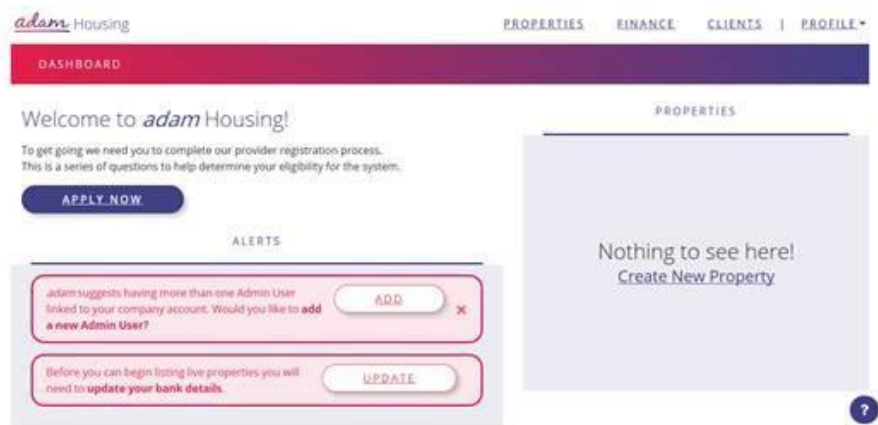 adam Housing
PROPERTIES FINANCE CLIENTS | PROFILE
DASHBOARD
Welcome to adam Housing!
To get going we need you to complete our provider registration process.
This is a series of questions to help determine your eligibility for the system.
APPLY NOW
ALERTS
adam suggests having more than one Admin User
linked to your company account. Would you like to add
a new Admin User?
ADD
×
Before you can begin listing live properties you will
need to update your bank details.
UPDATE
PROPERTIES
Nothing to see here!
Create New Property
?